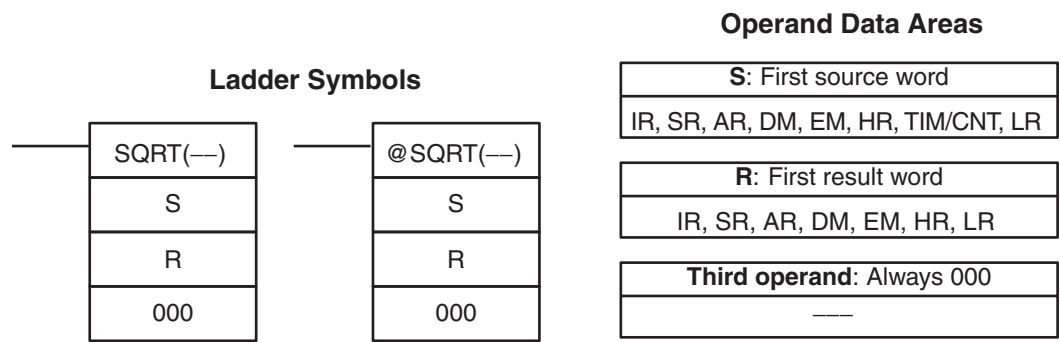 Ladder Symbols
SQRT(––)
S
R
000
@SQRT(––)
S
R
000
Operand Data Areas
S: First source word
IR, SR, AR, DM, EM, HR, TIM/CNT, LR
R: First result word
IR, SR, AR, DM, EM, HR, LR
Third operand: Always 000
–––